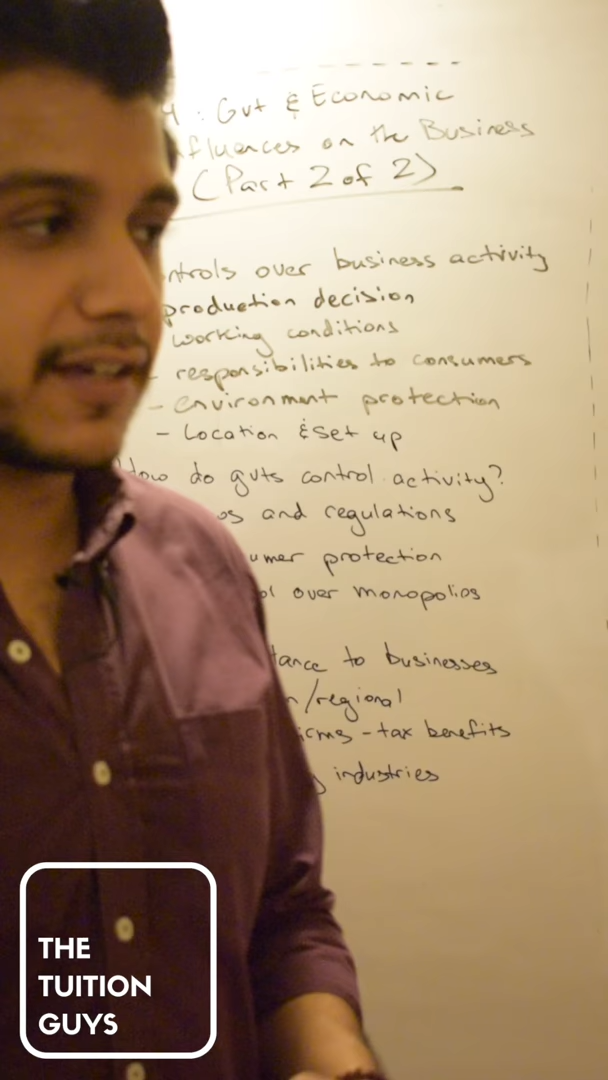 4: Gvt & Economic
fluences on the Business
(Part 2 of 2)
ntrols over business activity
production decision
working conditions
- responsibilities to consumers
- environment protection
- Location & set up
How do gvts control activity?
ws and regulations
umer protection
ol over monopolies
tance to businesses
n/regional
irms - tax benefits
g industries
THE
TUITION
GUYS